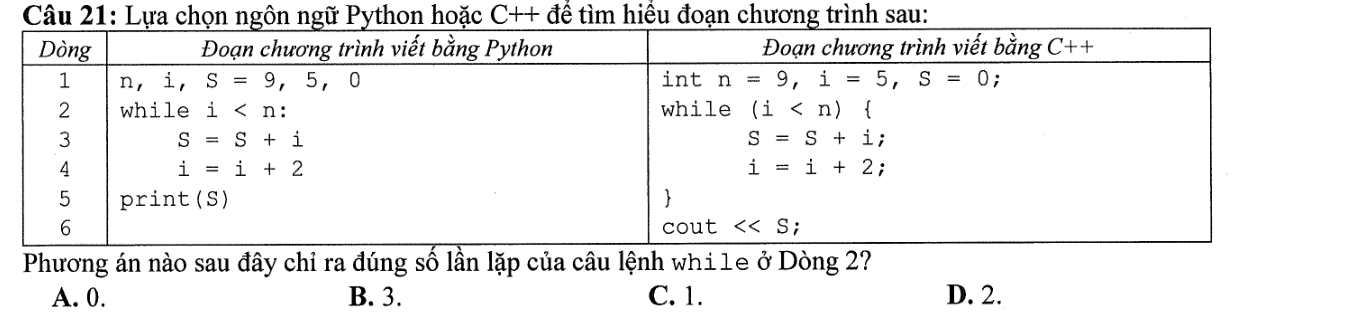 Câu 21: Lựa chọn ngôn ngữ Python hoặc C++ để tìm hiểu đoạn chương trình sau:
Dòng Đoạn chương trình viết bằng Python Đoạn chương trình viết bằng C++
1 n, i, S = 9, 5, 0 int n = 9, i = 5, S = 0;
2 while i < n: while (i < n) {
3 S = S + i S = S + i;
4 i = i + 2 i = i + 2;
5 print(S) }
6 cout << S;
Phương án nào sau đây chỉ ra đúng số lần lặp của câu lệnh while ở Dòng 2?
A. 0. B. 3. C. 1. D. 2.